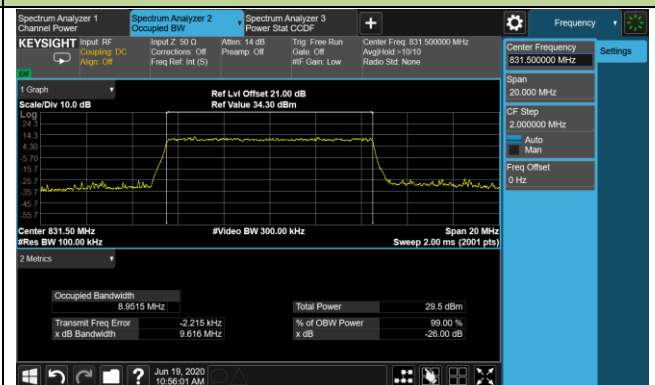 Spectrum Analyzer 1
Channel Power
Spectrum Analyzer 2
Occupied BW
Spectrum Analyzer 3
Power Stat CCDF
+
Frequency
KEYSIGHT
Input: RF
Coupling: DC
Align: Off
Input Z: 50 Ω
Corrections: Off
Freq Ref: Int (S)
Atten: 14 dB
Preamp: Off
Trig: Free Run
Gate: Off
#IF Gain: Low
Center Freq: 831.500000 MHz
Avg|Hold:>10/10
Radio Std: None
Center Frequency
831.500000 MHz
Settings
Span
20.000 MHz
CF Step
2.000000 MHz
Auto
Man
Freq Offset
0 Hz
1 Graph
Scale/Div 10.0 dB
Ref Lvl Offset 21.00 dB
Ref Value 34.30 dBm
Log
24.3
14.3
4.30
-5.70
-15.7
-25.7
-35.7
-45.7
-55.7
Center 831.50 MHz
#Res BW 100.00 kHz
#Video BW 300.00 kHz
Span 20 MHz
Sweep 2.00 ms (2001 pts)
2 Metrics
Occupied Bandwidth
8.9515 MHz
Total Power 29.5 dBm
Transmit Freq Error -2.215 kHz
% of OBW Power 99.00 %
x dB Bandwidth 9.616 MHz
x dB -26.00 dB
?
Jun 19, 2020
10:56:01 AM